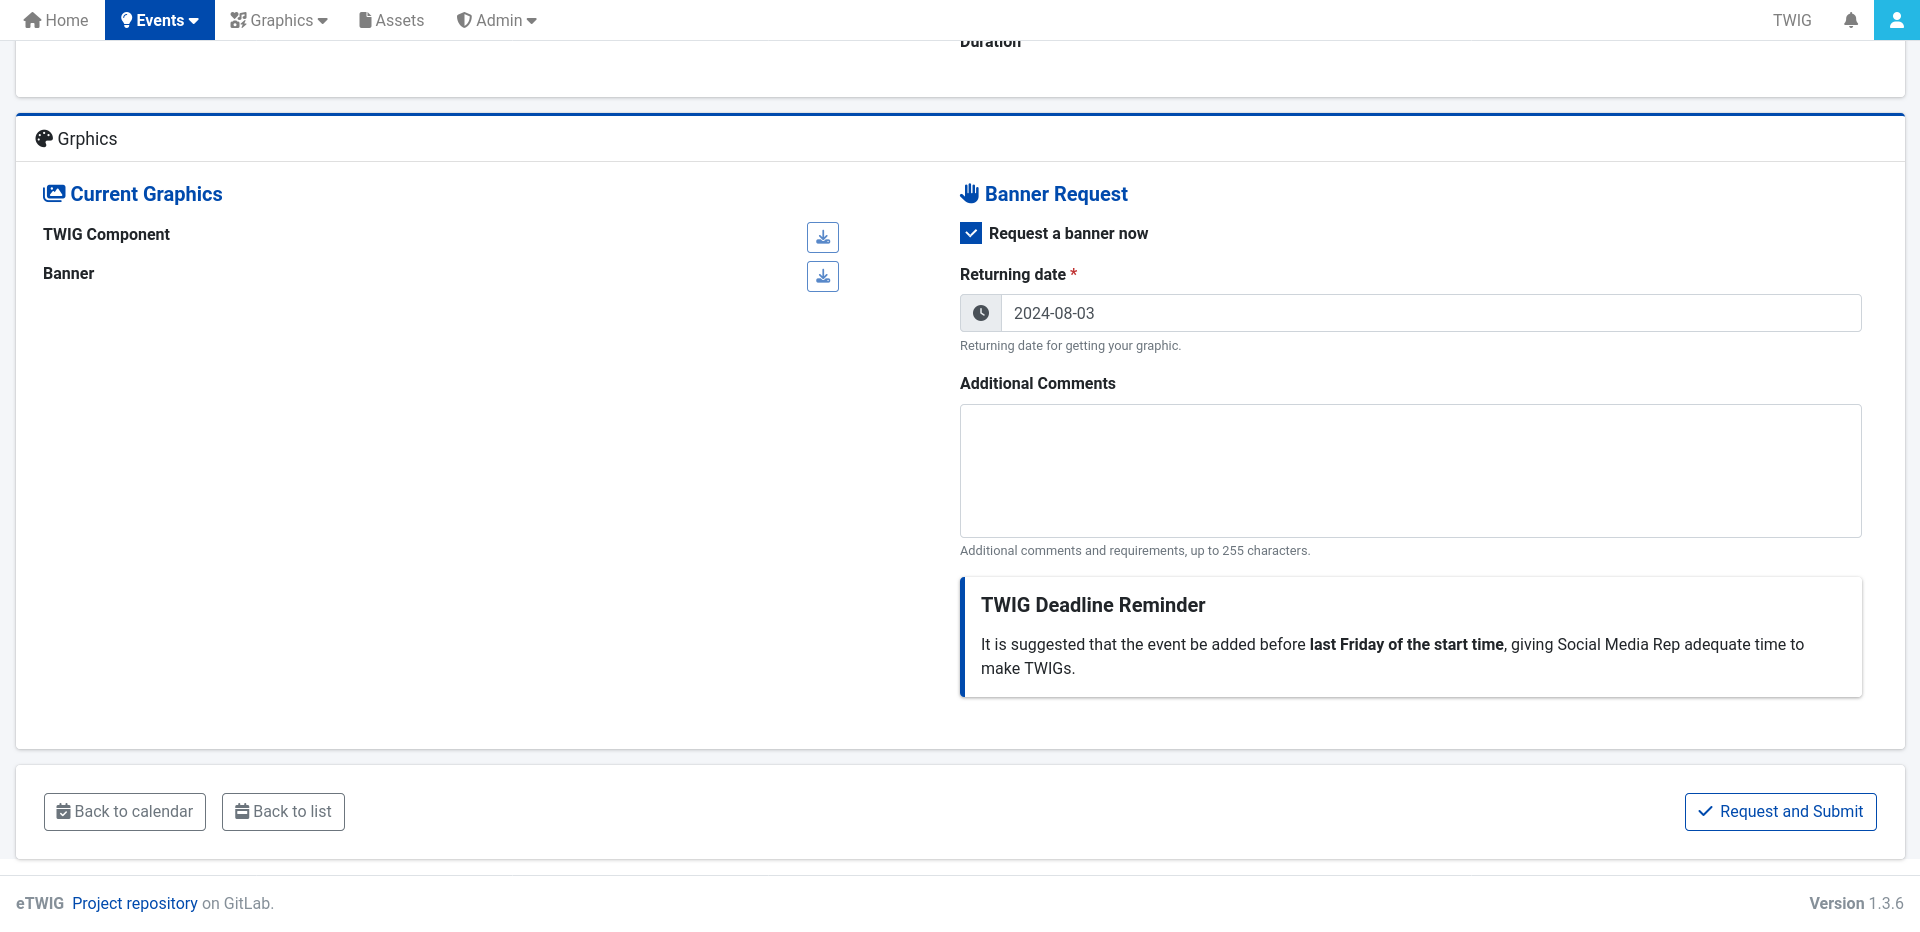 Home Events Graphics Assets Admin TWIG
Duration
Grphics
Current Graphics
TWIG Component
Banner
Banner Request
Request a banner now
Returning date *
2024-08-03
Returning date for getting your graphic.
Additional Comments
Additional comments and requirements, up to 255 characters.
TWIG Deadline Reminder
It is suggested that the event be added before last Friday of the start time, giving Social Media Rep adequate time to
make TWIGs.
Back to calendar Back to list Request and Submit
eTWIG Project repository on GitLab. Version 1.3.6